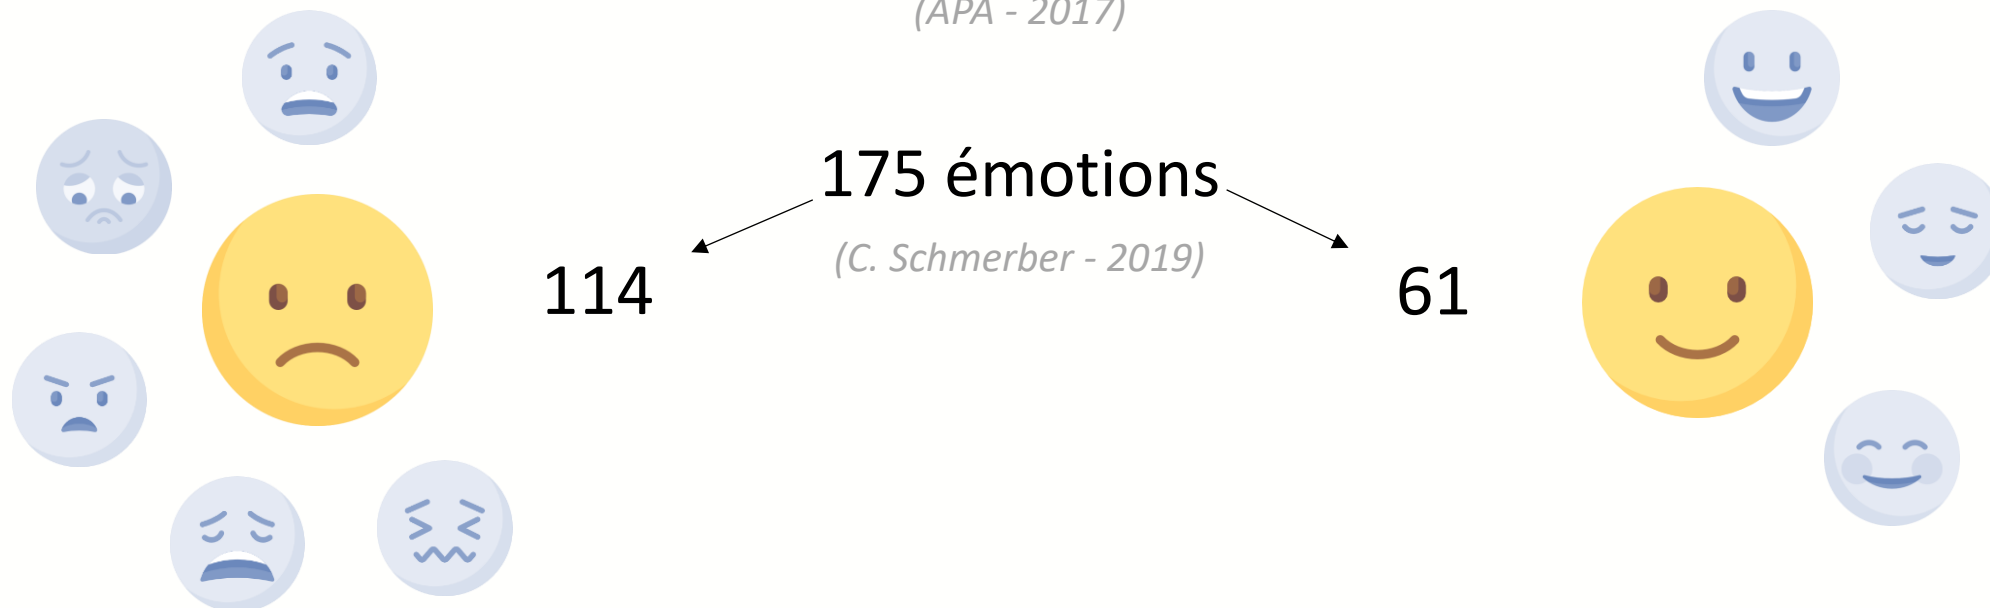 (APA - 2017)
175 émotions
(C. Schmerber - 2019)
114
61